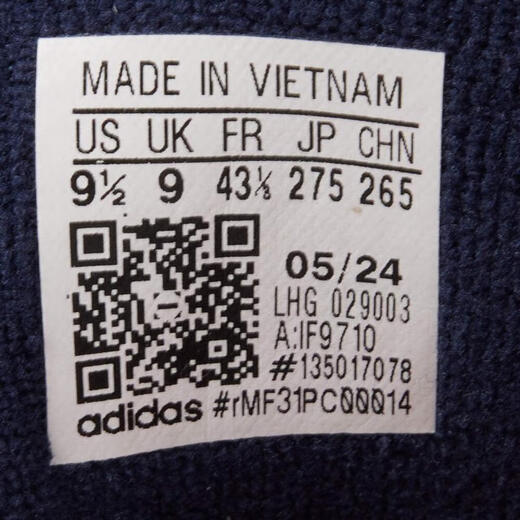 MADE IN VIETNAM
US UK FR JP CHN
9½ 9 43⅓ 275 265
05/24
LHG 029003
A:IF9710
#135017078
adidas #rMF31PC00014